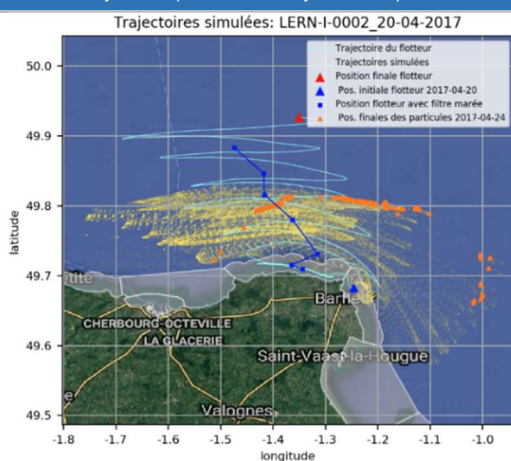 Trajectoires simulées: LERN-I-0002_20-04-2017
Trajectoire du flotteur
Trajectoires simulées
Position finale flotteur
Pos. initiale flotteur 2017-04-20
Position flotteur avec filtre marée
Pos. finales des particules 2017-04-24
50.0
49.9
49.8
49.7
49.6
49.5
latitude
CHERBOURG-OCTEVILLE
LA GLACERIE
Saint-Vaast-la-Hougue
Valognes
-1.8 -1.7 -1.6 -1.5 -1.4 -1.3 -1.2 -1.1 -1.0
longitude